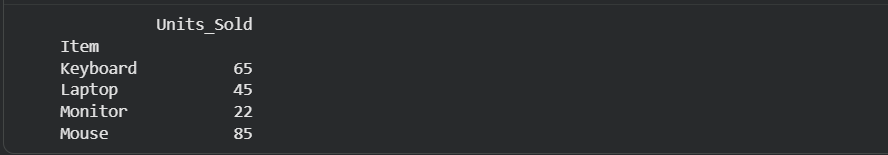 Units_Sold
Item
Keyboard 65
Laptop 45
Monitor 22
Mouse 85